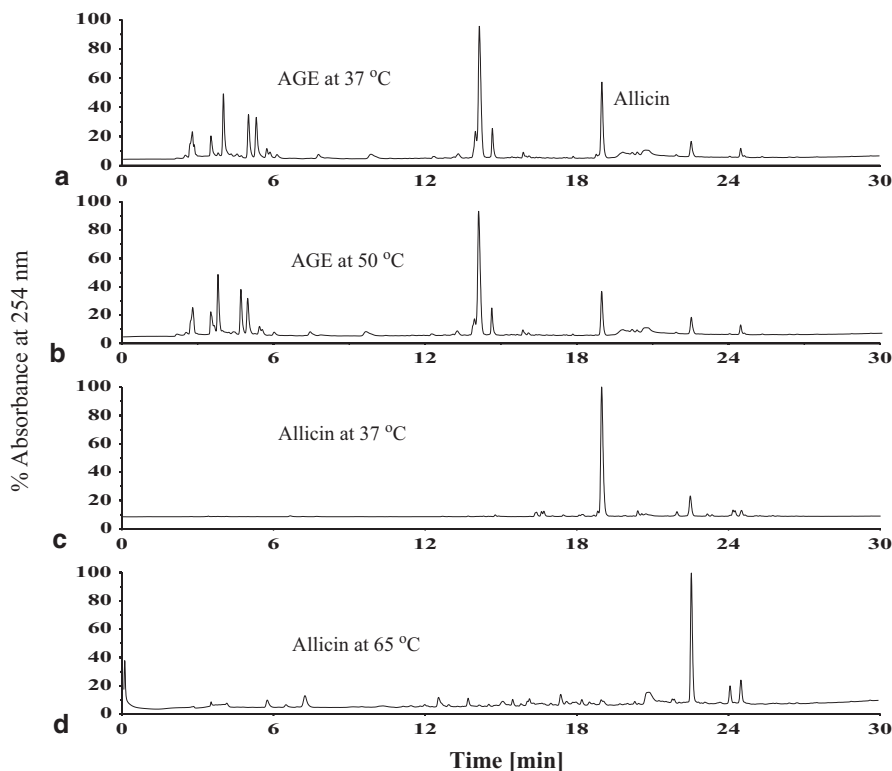 % Absorbance at 254 nm
100
80
60
40
20
0
AGE at 37 °C
Allicin
a
0 6 12 18 24 30
100
80
60
40
20
0
AGE at 50 °C
b
0 6 12 18 24 30
100
80
60
40
20
0
Allicin at 37 °C
c
0 6 12 18 24 30
100
80
60
40
20
0
Allicin at 65 °C
d
0 6 12 18 24 30
Time [min]